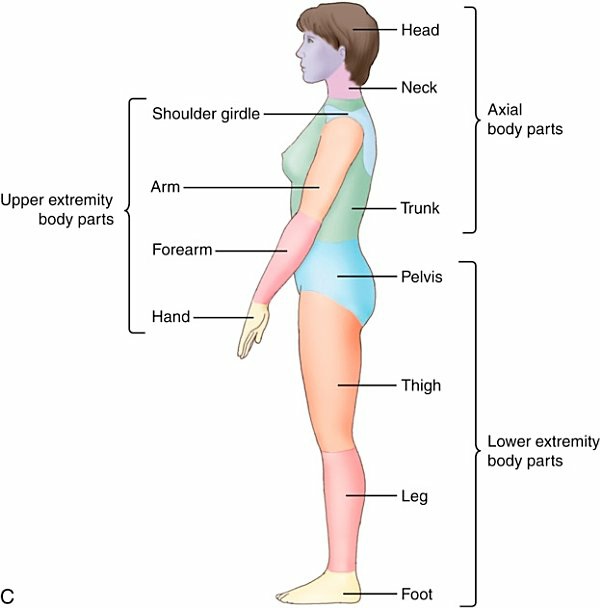 Head
Neck
Shoulder girdle
Axial
body parts
Arm
Upper extremity
body parts
Trunk
Forearm
Pelvis
Hand
Thigh
Lower extremity
body parts
Leg
Foot
C